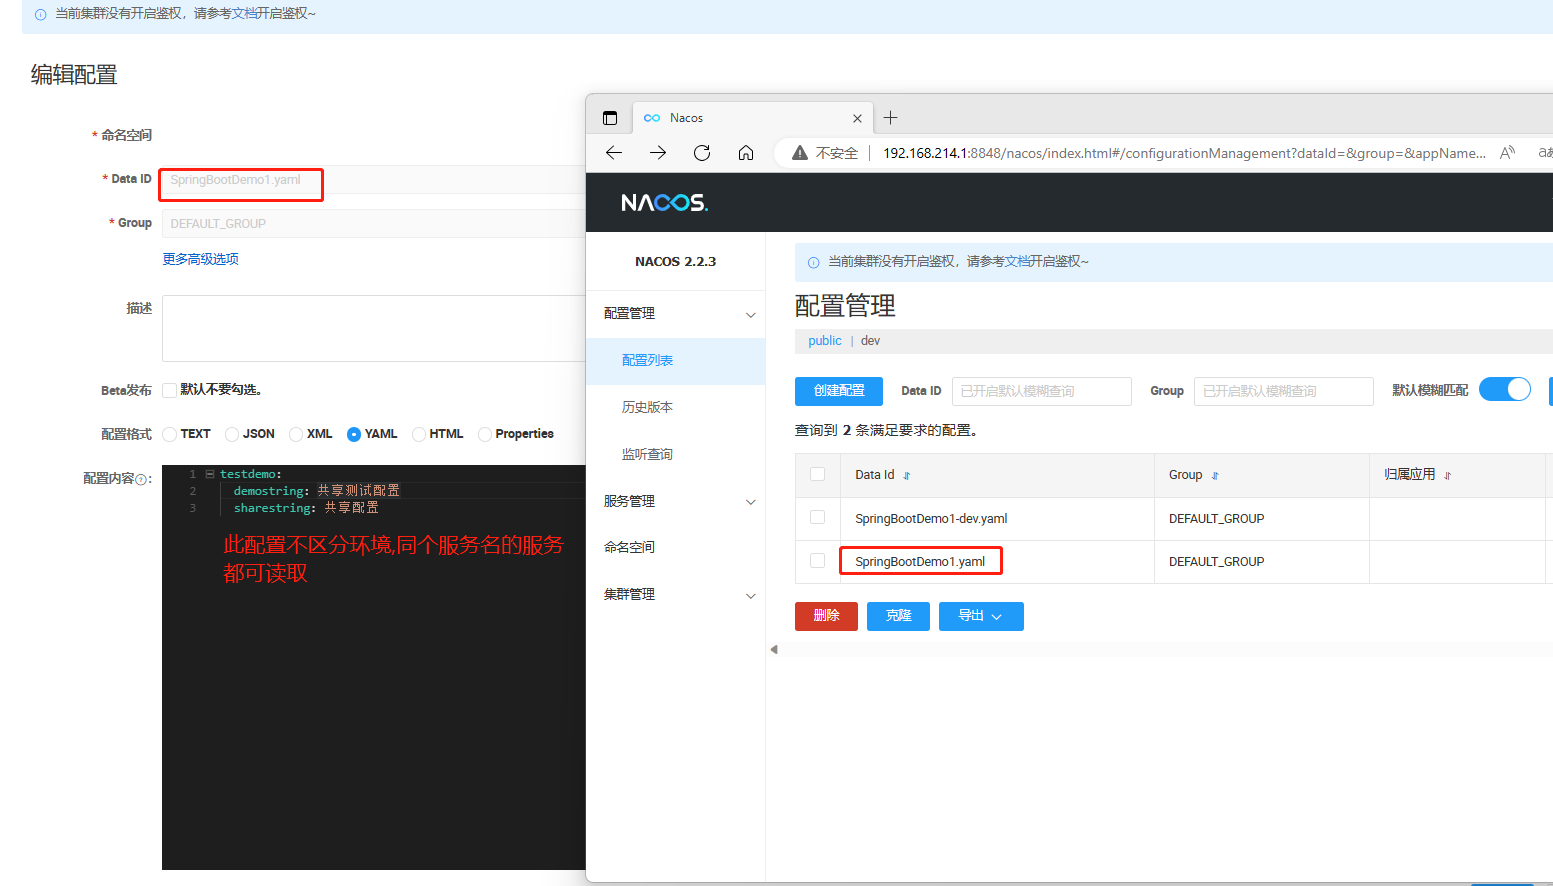 当前集群没有开启鉴权，请参考文档开启鉴权~
编辑配置
* 命名空间
* Data ID
SpringBootDemo1.yaml
* Group
DEFAULT_GROUP
更多高级选项
描述
Beta发布
默认不要勾选。
配置格式
TEXT JSON XML YAML HTML Properties
配置内容?:
1 testdemo:
2 demostring: 共享测试配置
3 sharestring: 共享配置
此配置不区分环境,同个服务名的服务
都可读取
Nacos
不安全
192.168.214.1:8848/nacos/index.html#/configurationManagement?dataId=&group=&appName...
NACOS.
NACOS 2.2.3
配置管理
配置列表
历史版本
监听查询
服务管理
命名空间
集群管理
当前集群没有开启鉴权，请参考文档开启鉴权~
配置管理
public | dev
创建配置
Data ID
已开启默认模糊查询
Group
已开启默认模糊查询
默认模糊匹配
查询到 2 条满足要求的配置。
Data Id Group 归属应用
SpringBootDemo1-dev.yaml DEFAULT_GROUP
SpringBootDemo1.yaml DEFAULT_GROUP
删除 克隆 导出